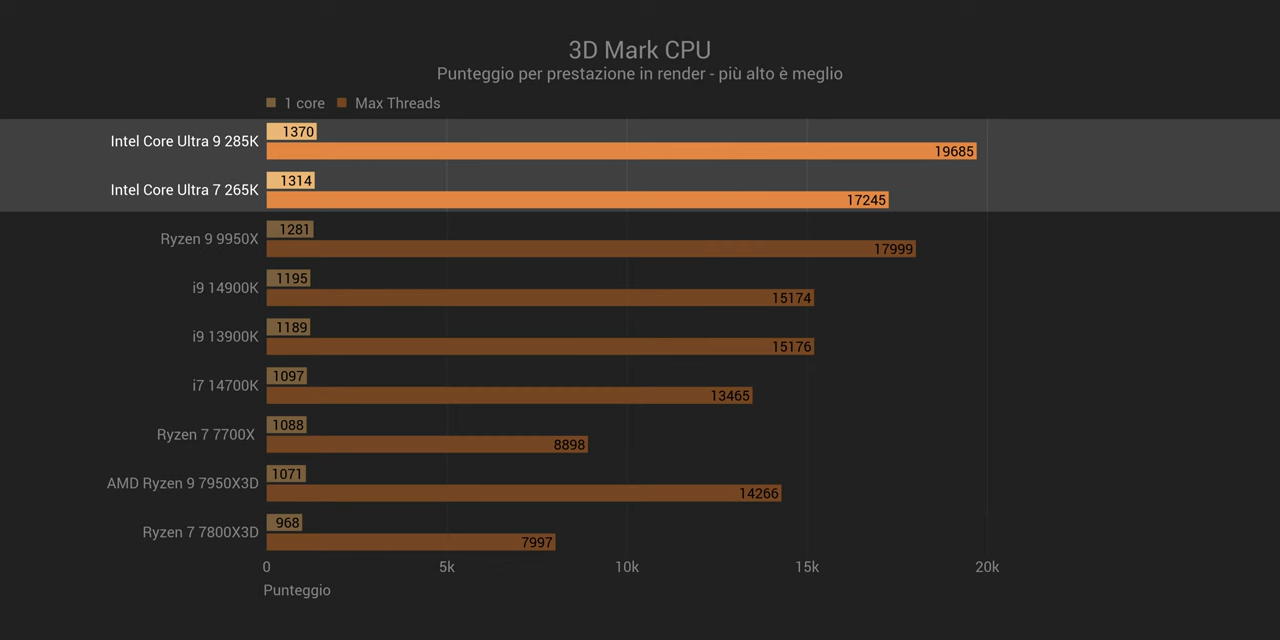 3D Mark CPU
Punteggio per prestazione in render - più alto è meglio
1 core Max Threads
Intel Core Ultra 9 285K 1370 19685
Intel Core Ultra 7 265K 1314 17245
Ryzen 9 9950X 1281 17999
i9 14900K 1195 15174
i9 13900K 1189 15176
i7 14700K 1097 13465
Ryzen 7 7700X 1088 8898
AMD Ryzen 9 7950X3D 1071 14266
Ryzen 7 7800X3D 968 7997
0 5k 10k 15k 20k
Punteggio